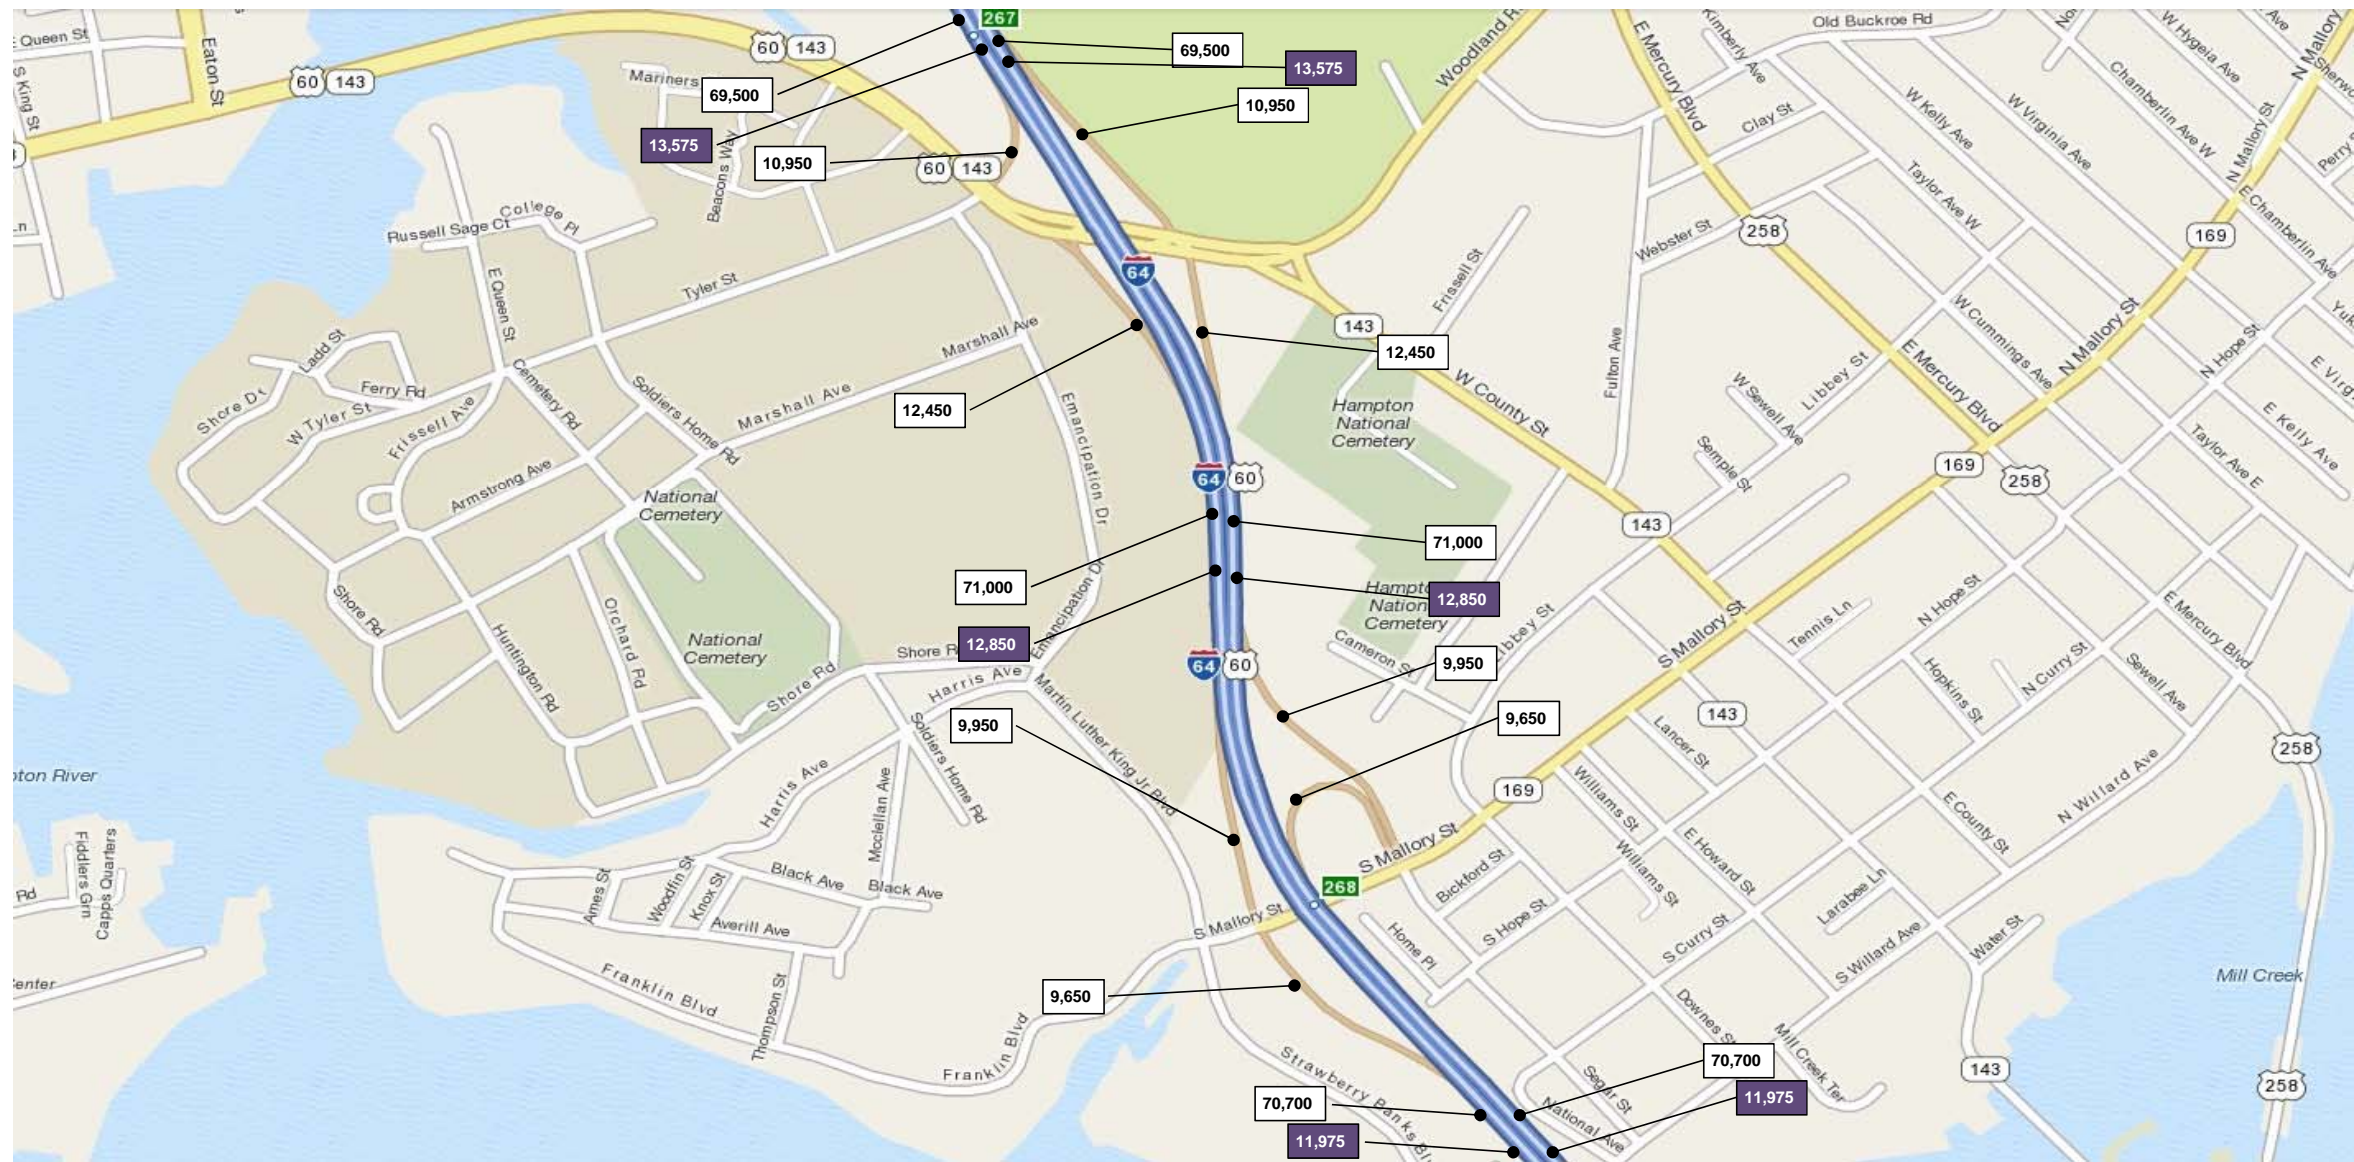 267
Old Buckroe Rd
Kimberly Ave
W Hygeia Ave
N Mallory
E Queen St
Eaton St
S King St
60 143
60 143
E Mercury Blvd
Woodland R
69,500
13,575
10,950
Mariners
69,500
13,575
10,950
Beacons Way
60 143
Clay St
W Kelly Ave
W Virginia Ave
Chamberlin Ave W
N Mallory St
Perry
Taylor Ave W
E Chamberlin Ave
College Pl
Russell Sage Ct
258
169
Webster St
E Queen St
Tyler St
64
Frissell St
143
12,450
12,450
Fulton Ave
W Cummings Ave
N Mallory St
N Hope St
Yuk
E Virg
Ladd St
Ferry Rd
Shore Dr
W Tyler St
Frissell Ave
Cemetery Rd
Soldiers Home Rd
Marshall Ave
Marshall Ave
Emancipation Dr
W County St
Hampton
National
Cemetery
W Sewell Ave
Libbey St
E Mercury Blvd
E Kelly Ave
Taylor Ave E
Semple St
169
258
Armstrong Ave
National
Cemetery
64 60
143
71,000
71,000
12,850
12,850
Hampto
Nation
Cemetery
Emancipation Dr
Shore Rd
Orchard Rd
Huntington Rd
National
Cemetery
Shore R
Shore Rd
Harris Ave
64 60
Cameron St
Libbey St
9,950
9,950
9,650
S Mallory St
Tennis Ln
N Hope St
E Mercury Blvd
Hopkins St
N Curry St
Sewell Ave
143
Lancer St
258
pton River
Martin Luther King Jr Blvd
Soldiers Home Rd
Harris Ave
Mcclellan Ave
169
Williams St
Williams St
E Howard St
E County St
N Willard Ave
Fiddlers Grn
Capps Quarters
Rd
Ames St
Woodfin St
Knox St
Black Ave
Black Ave
Averill Ave
S Mallory St
268
S Mallory St
Bickford St
S Hope St
Home Pl
Larabee Ln
S Curry St
S Willard Ave
Water St
Mill Creek
enter
Franklin Blvd
Thompson St
9,650
Franklin Blvd
Strawberry Banks Bl
Downes St
Mill Creek Ter
70,700
11,975
70,700
11,975
Segar St
National Ave
143
258